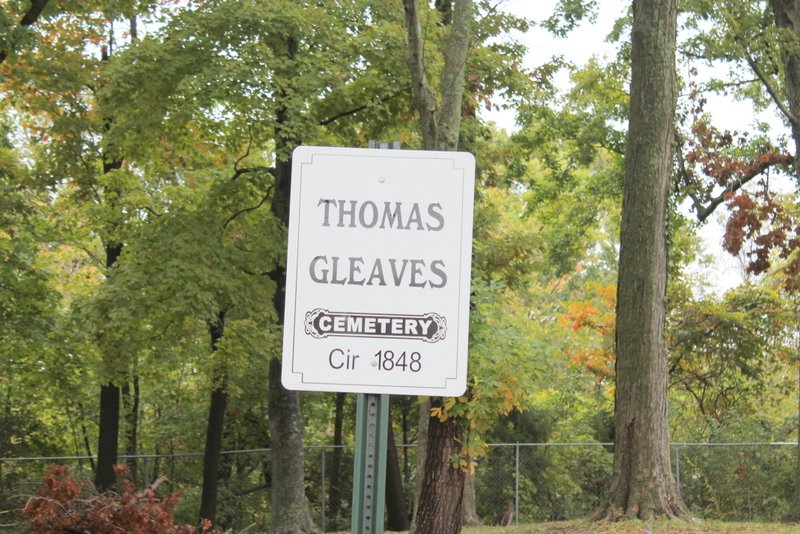 THOMAS
GLEAVES
CEMETERY
Cir 1848